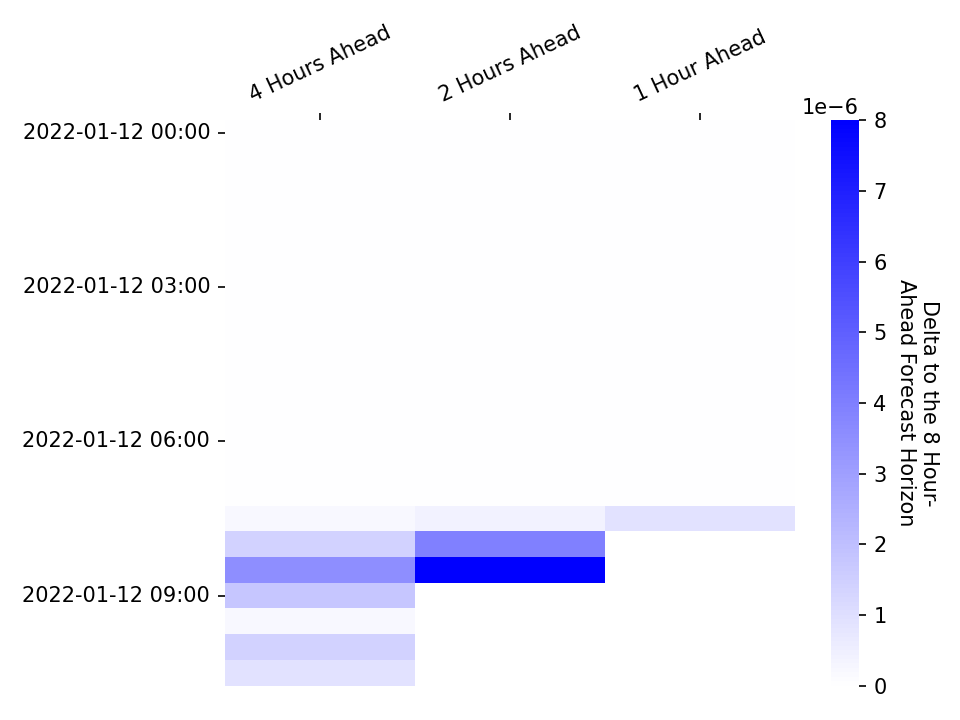 4 Hours Ahead
2 Hours Ahead
1 Hour Ahead
1e−6
2022-01-12 00:00
2022-01-12 03:00
2022-01-12 06:00
2022-01-12 09:00
8
7
6
5
4
3
2
1
0
Delta to the 8 Hour-
Ahead Forecast Horizon